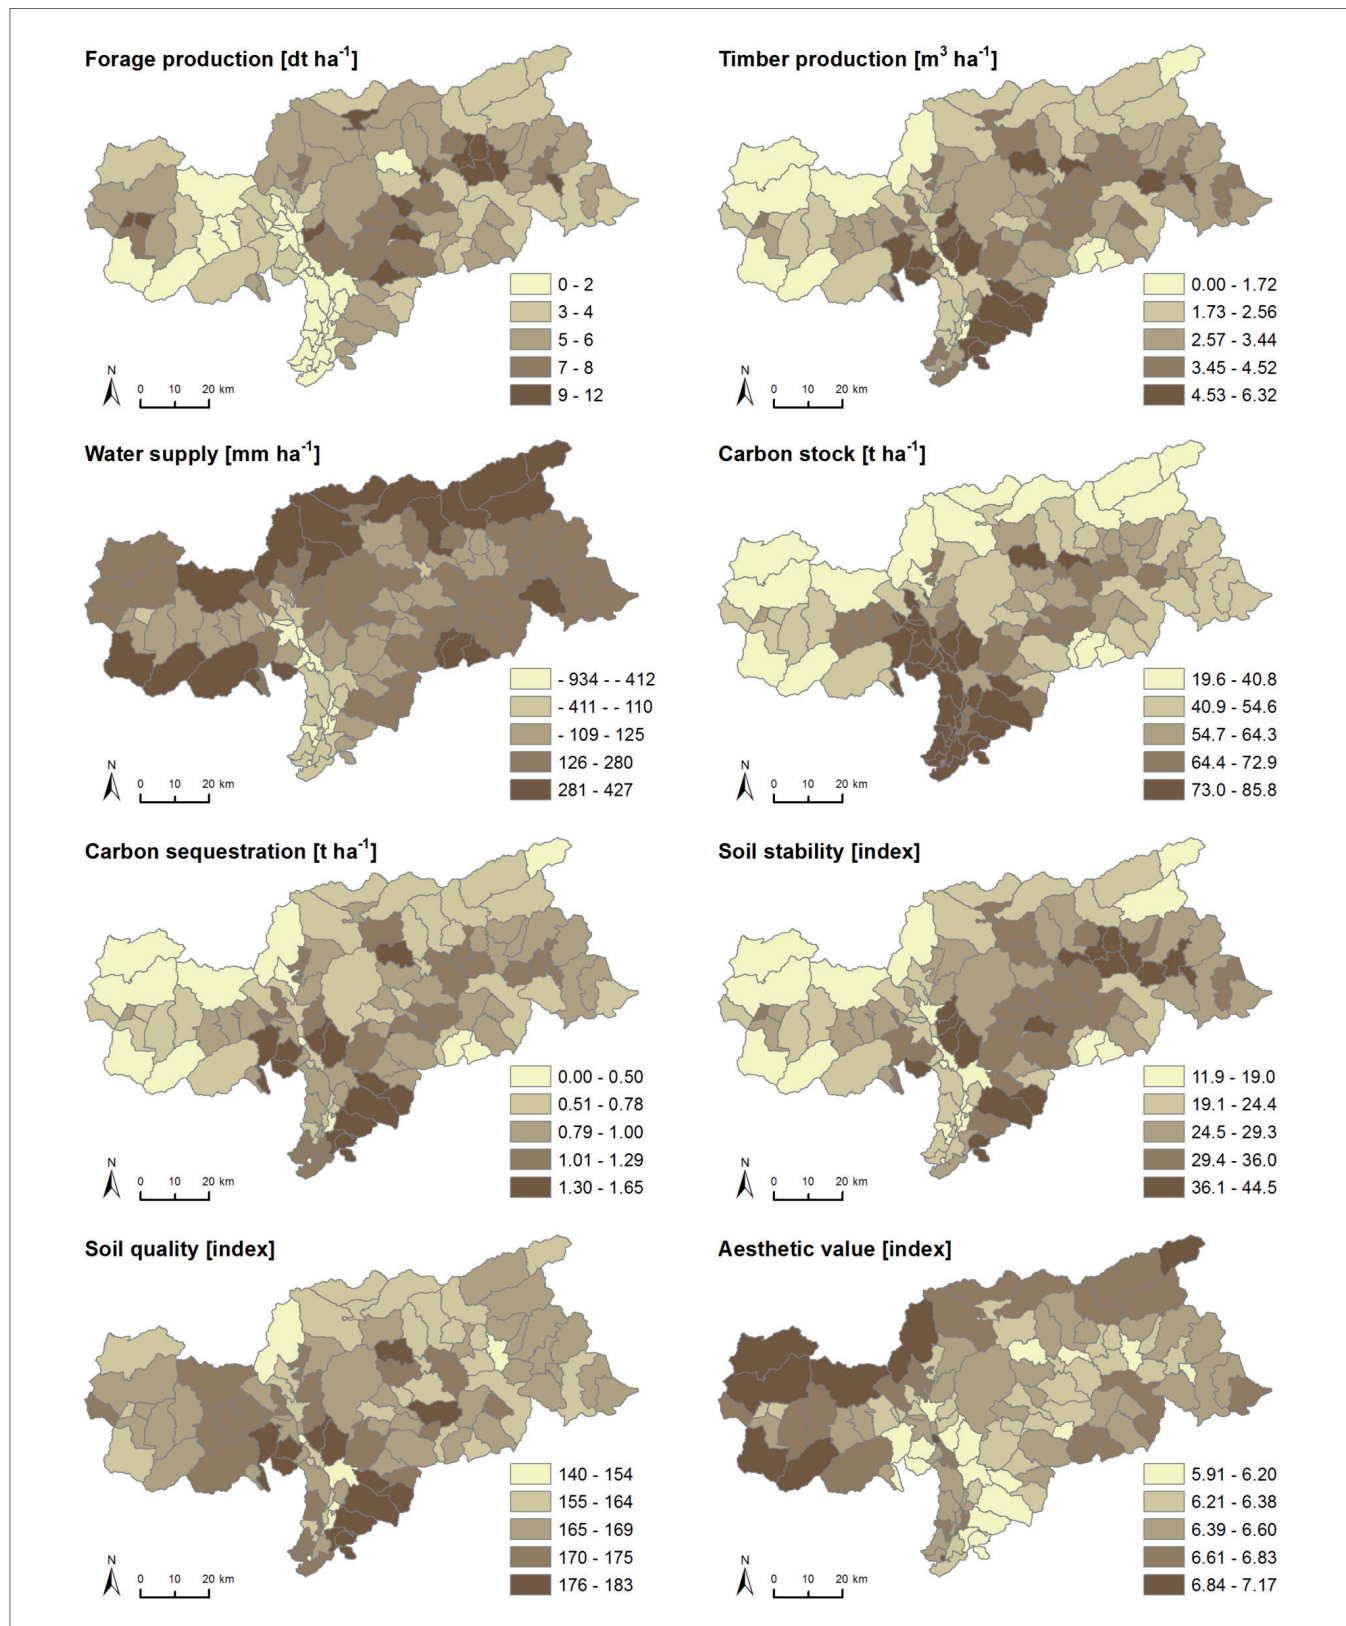 Forage production [dt ha-1]
0 - 2
3 - 4
5 - 6
7 - 8
9 - 12
N
0 10 20 km
Timber production [m3 ha-1]
0.00 - 1.72
1.73 - 2.56
2.57 - 3.44
3.45 - 4.52
4.53 - 6.32
N
0 10 20 km
Water supply [mm ha-1]
- 934 - - 412
- 411 - - 110
- 109 - 125
126 - 280
281 - 427
N
0 10 20 km
Carbon stock [t ha-1]
19.6 - 40.8
40.9 - 54.6
54.7 - 64.3
64.4 - 72.9
73.0 - 85.8
N
0 10 20 km
Carbon sequestration [t ha-1]
0.00 - 0.50
0.51 - 0.78
0.79 - 1.00
1.01 - 1.29
1.30 - 1.65
N
0 10 20 km
Soil stability [index]
11.9 - 19.0
19.1 - 24.4
24.5 - 29.3
29.4 - 36.0
36.1 - 44.5
N
0 10 20 km
Soil quality [index]
140 - 154
155 - 164
165 - 169
170 - 175
176 - 183
N
0 10 20 km
Aesthetic value [index]
5.91 - 6.20
6.21 - 6.38
6.39 - 6.60
6.61 - 6.83
6.84 - 7.17
N
0 10 20 km